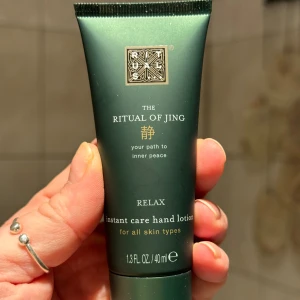 RITUALS
THE
RITUAL OF JING
静
your path to
inner peace
RELAX
instant care hand lotion
for all skin types
1.3 FL. OZ. / 40 ml ℮